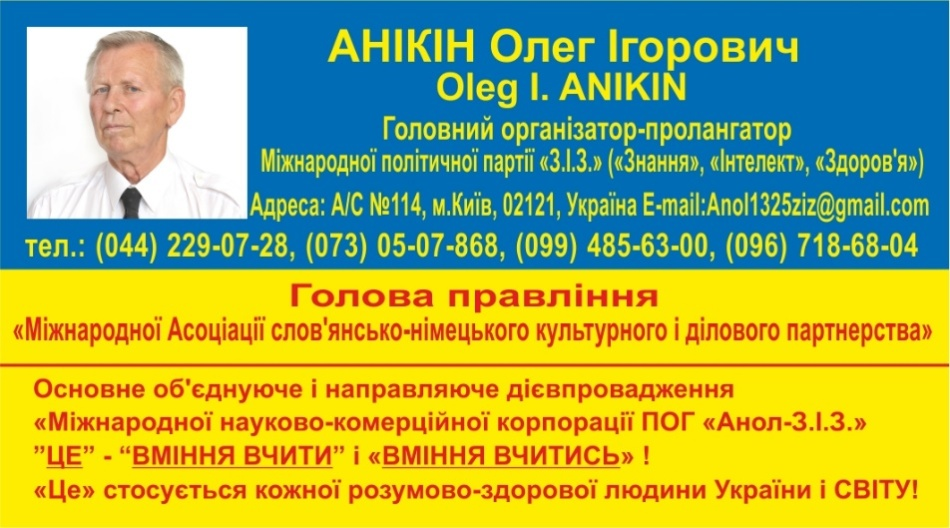 АНІКІН Олег Ігорович
Oleg I. ANIKIN
Головний організатор-пролангатор
Міжнародної політичної партії «З.І.З.» («Знання», «Інтелект», «Здоров'я»)
Адреса: А/С №114, м.Київ, 02121, Україна E-mail:Anol1325ziz@gmail.com
тел.: (044) 229-07-28, (073) 05-07-868, (099) 485-63-00, (096) 718-68-04
Голова правління
«Міжнародної Асоціації слов'янсько-німецького культурного і ділового партнерства»
Основне об'єднуюче і направляюче дієвпровадження
«Міжнародної науково-комерційної корпорації ПОГ «Анол-З.І.З.»
”ЦЕ” - “ВМІННЯ ВЧИТИ” і «ВМІННЯ ВЧИТИСЬ» !
«Це» стосується кожної розумово-здорової людини України і СВІТУ!